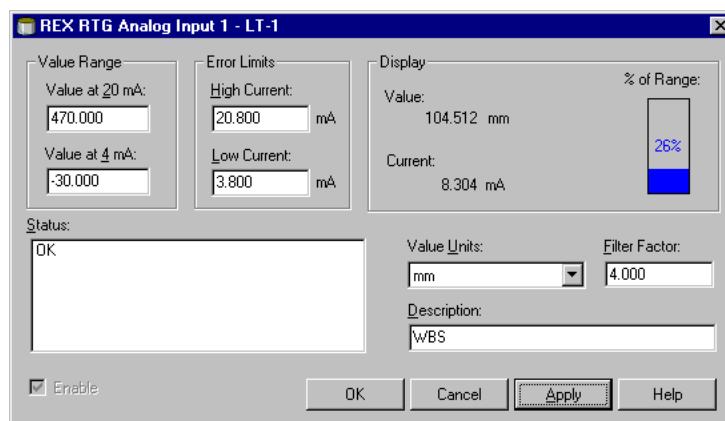 REX RTG Analog Input 1 - LT-1
Value Range
Value at 20 mA:
470.000
Value at 4 mA:
-30.000
Error Limits
High Current:
20.800 mA
Low Current:
3.800 mA
Display
Value:
104.512 mm
Current:
8.304 mA
% of Range:
26%
Status:
OK
Value Units:
mm
Filter Factor:
4.000
Description:
WBS
Enable
OK
Cancel
Apply
Help